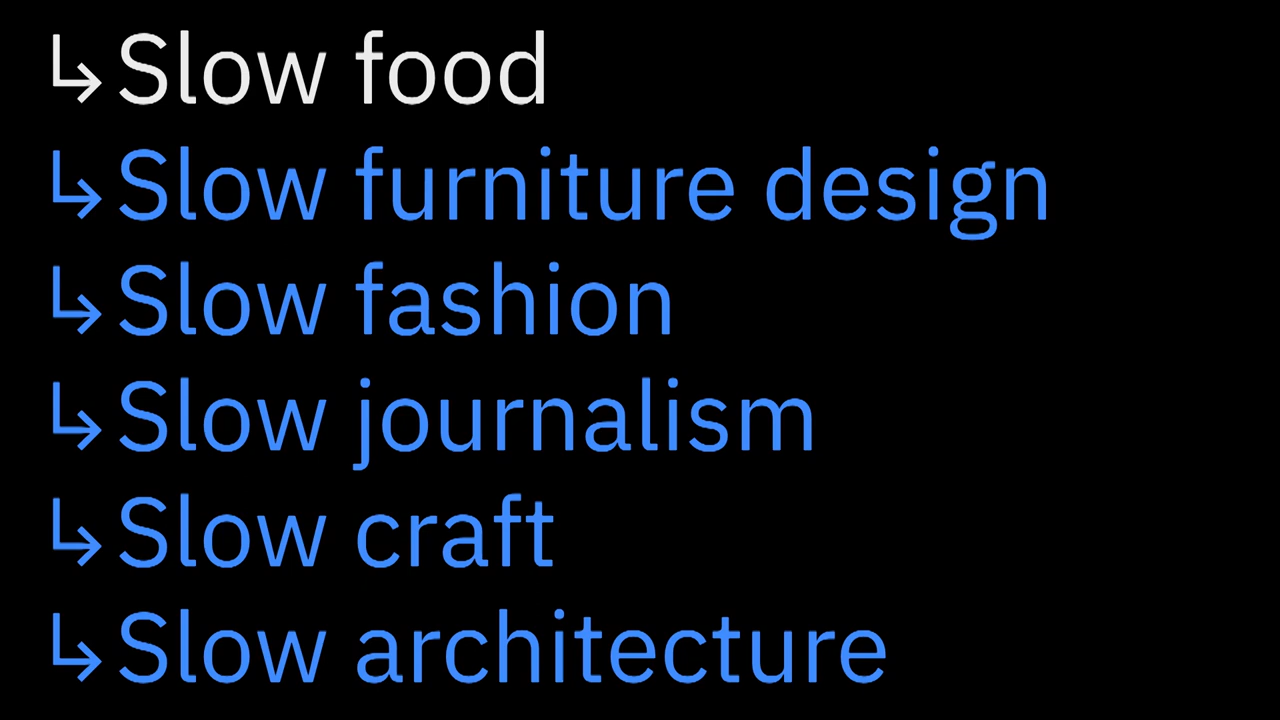 ↳Slow food
↳Slow furniture design
↳Slow fashion
↳Slow journalism
↳Slow craft
↳Slow architecture